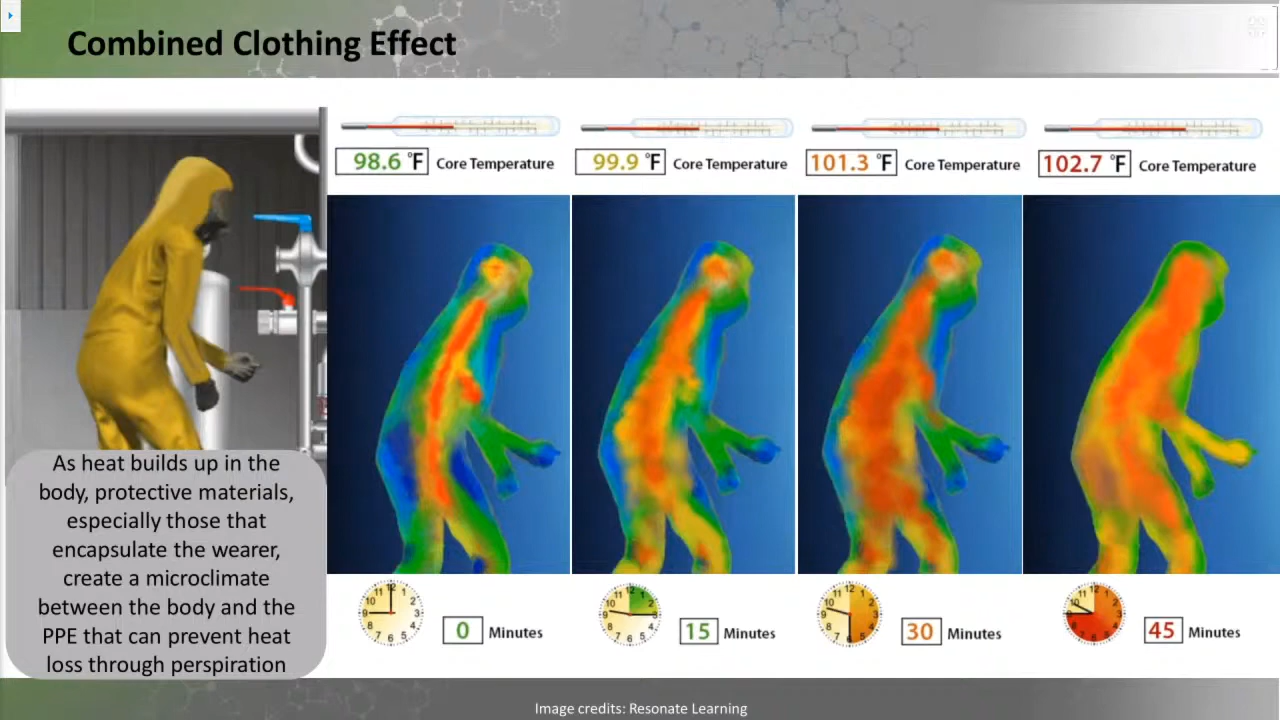 Combined Clothing Effect
98.6 °F Core Temperature
99.9 °F Core Temperature
101.3 °F Core Temperature
102.7 °F Core Temperature
As heat builds up in the
body, protective materials,
especially those that
encapsulate the wearer,
create a microclimate
between the body and the
PPE that can prevent heat
loss through perspiration
0 Minutes
15 Minutes
30 Minutes
45 Minutes
Image credits: Resonate Learning